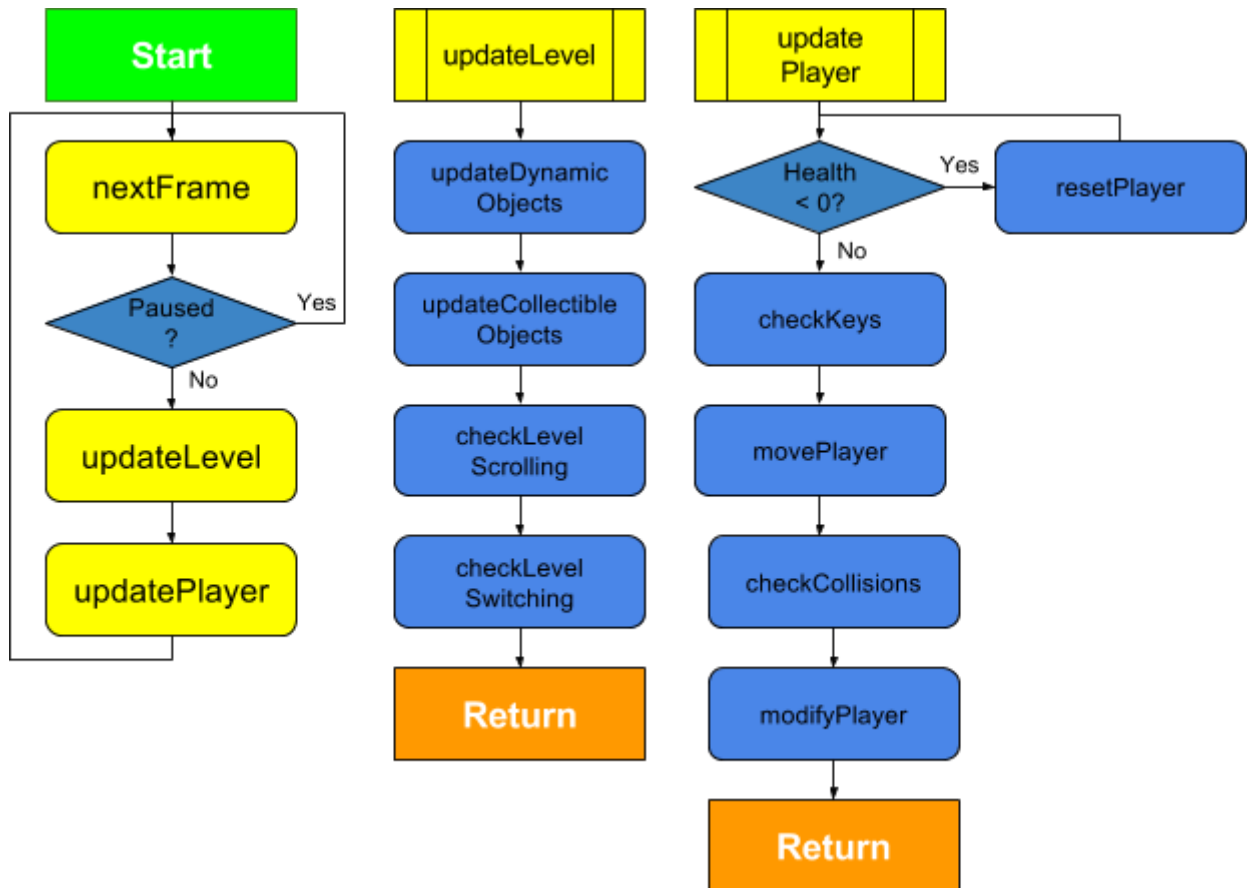 Start
nextFrame
Paused
?
Yes
No
updateLevel
updatePlayer
updateLevel
updateDynamic
Objects
updateCollectible
Objects
checkLevel
Scrolling
checkLevel
Switching
Return
update
Player
Health
< 0?
Yes
resetPlayer
No
checkKeys
movePlayer
checkCollisions
modifyPlayer
Return